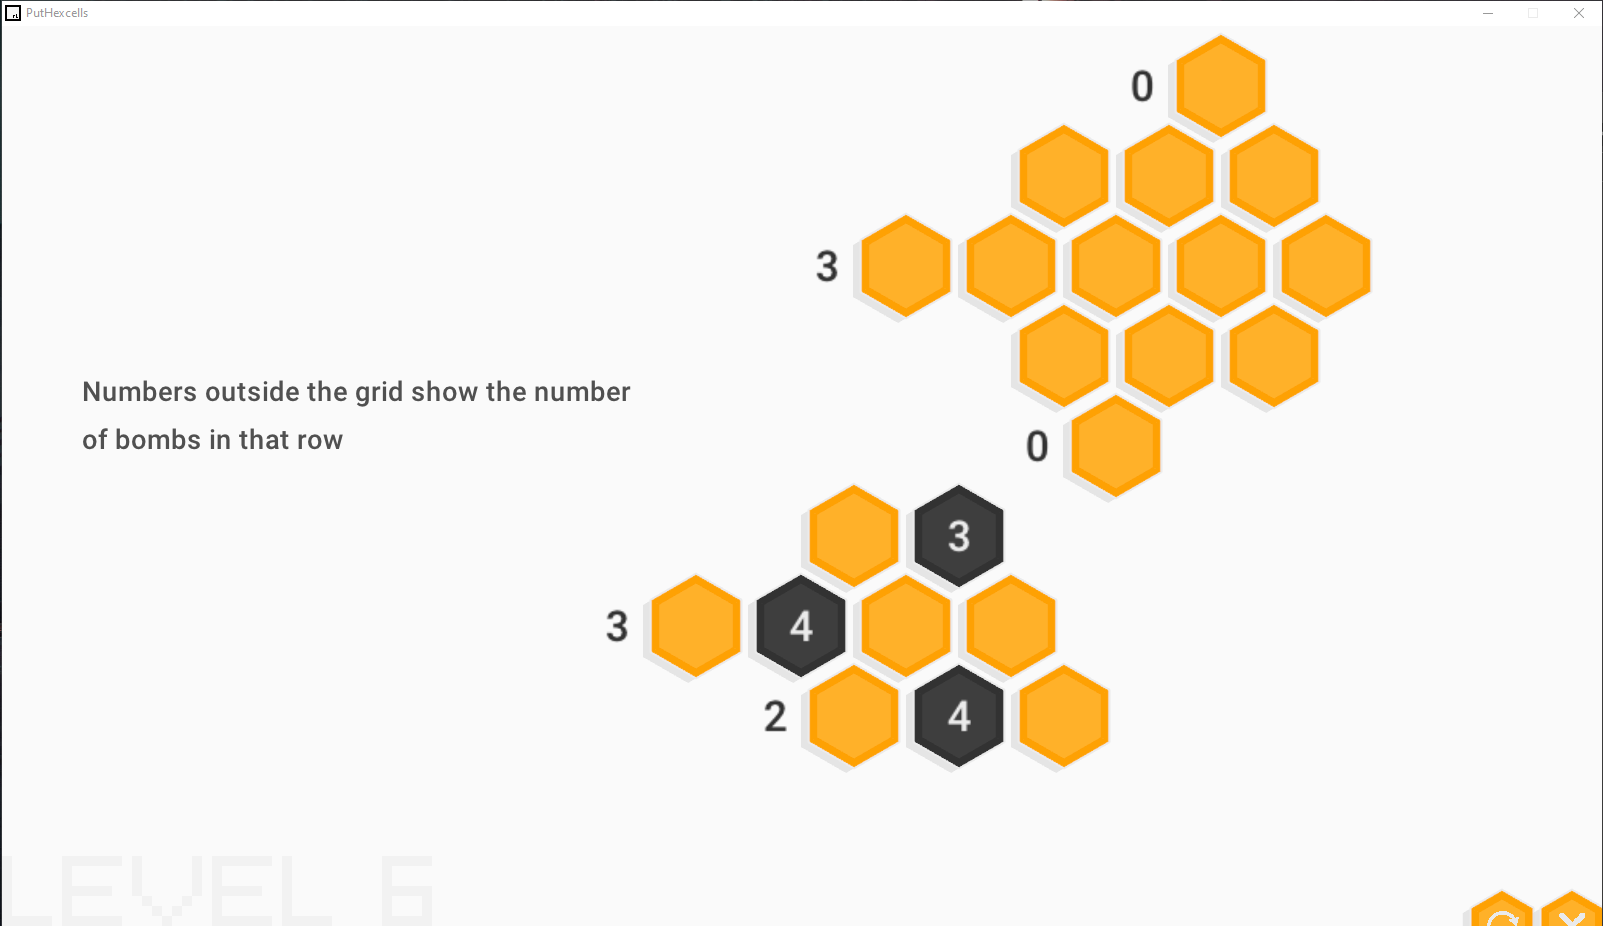 PutHexcells
0
3
Numbers outside the grid show the number
of bombs in that row
0
3
3 4
2 4
LEVEL 6